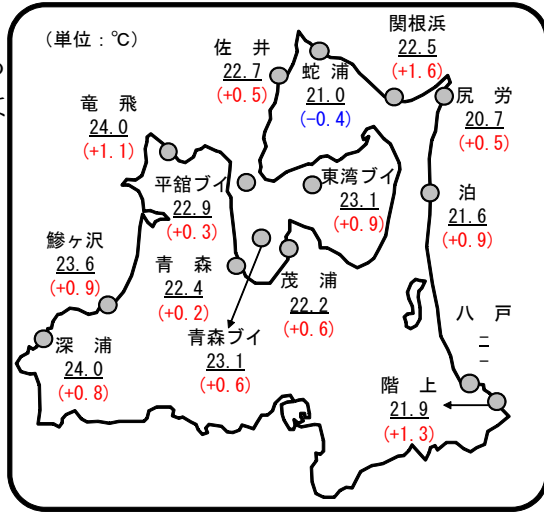 (単位：℃)
関根浜
22.5
(+1.6)
佐 井
22.7
(+0.5)
蛇 浦
21.0
(−0.4)
尻 労
20.7
(+0.5)
竜 飛
24.0
(+1.1)
平舘ブイ
22.9
(+0.3)
東湾ブイ
23.1
(+0.9)
泊
21.6
(+0.9)
鰺ヶ沢
23.6
(+0.9)
青 森
22.4
(+0.2)
茂 浦
22.2
(+0.6)
八 戸
--
深 浦
24.0
(+0.8)
青森ブイ
23.1
(+0.6)
階 上
21.9
(+1.3)